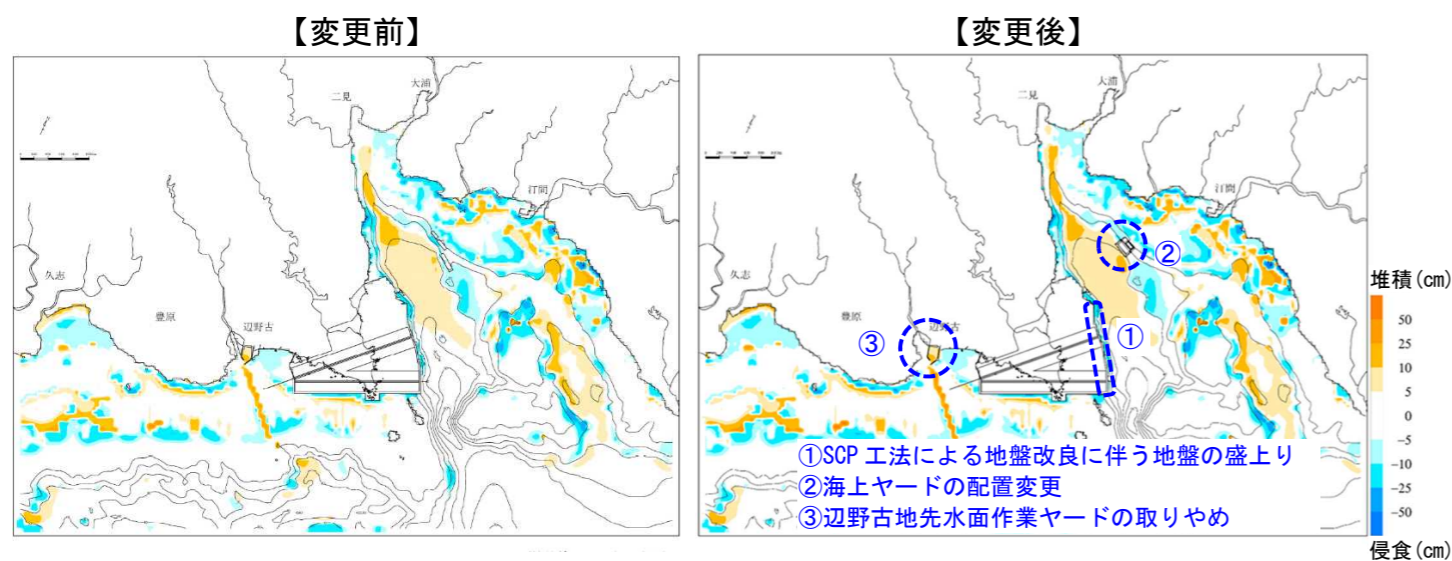 【変更前】
【変更後】
大浦
二見
汀間
久志
豊原
辺野古
大浦
二見
汀間
②
久志
豊原
辺野古
③
①
①SCP工法による地盤改良に伴う地盤の盛上り
②海上ヤードの配置変更
③辺野古地先水面作業ヤードの取りやめ
堆積(cm)
50
25
10
5
0
-5
-10
-25
-50
侵食(cm)